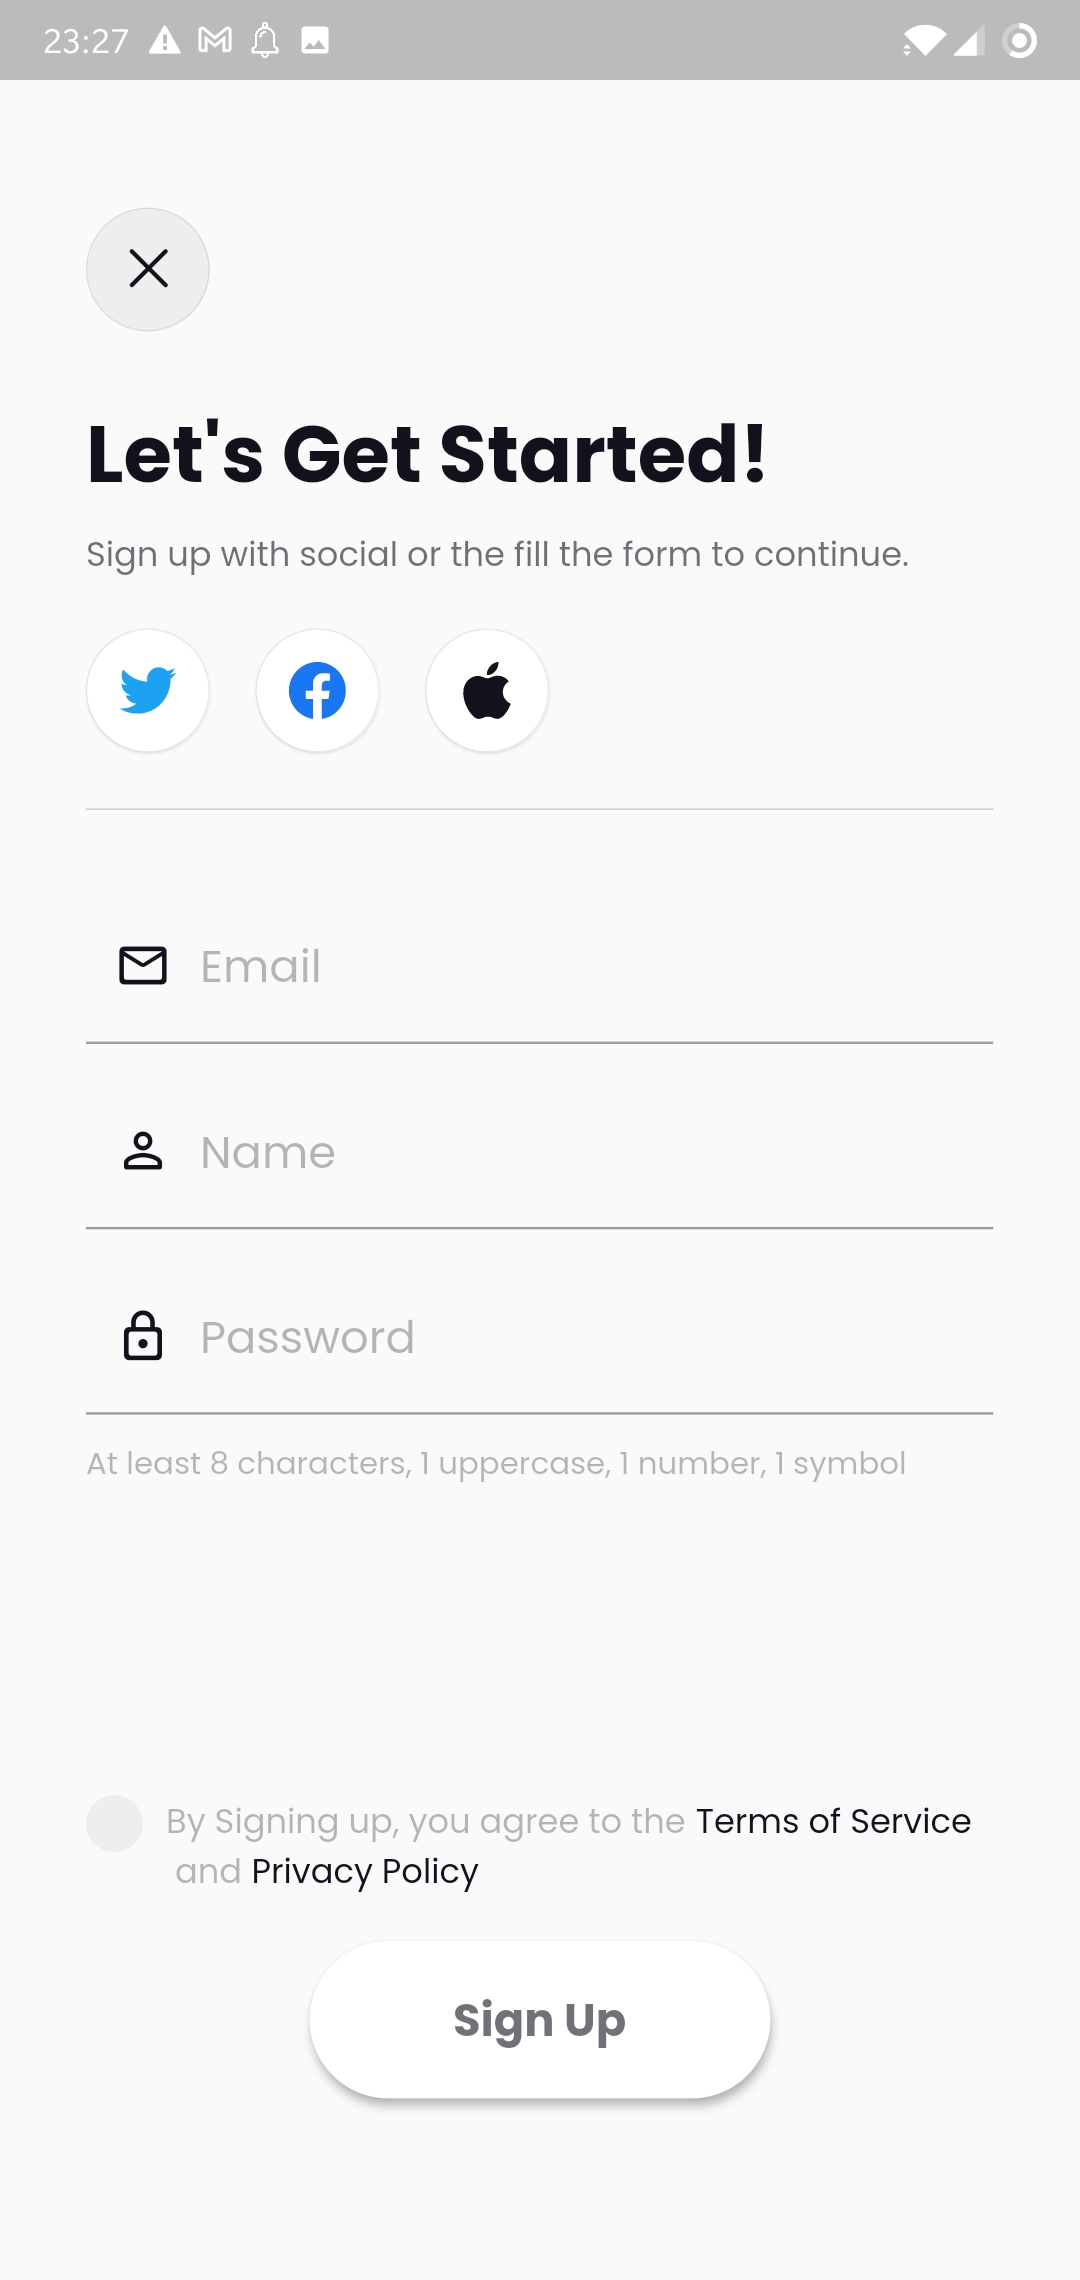 23:27
Let's Get Started!
Sign up with social or the fill the form to continue.
Email
Name
Password
At least 8 characters, 1 uppercase, 1 number, 1 symbol
By Signing up, you agree to the Terms of Service
and Privacy Policy
Sign Up